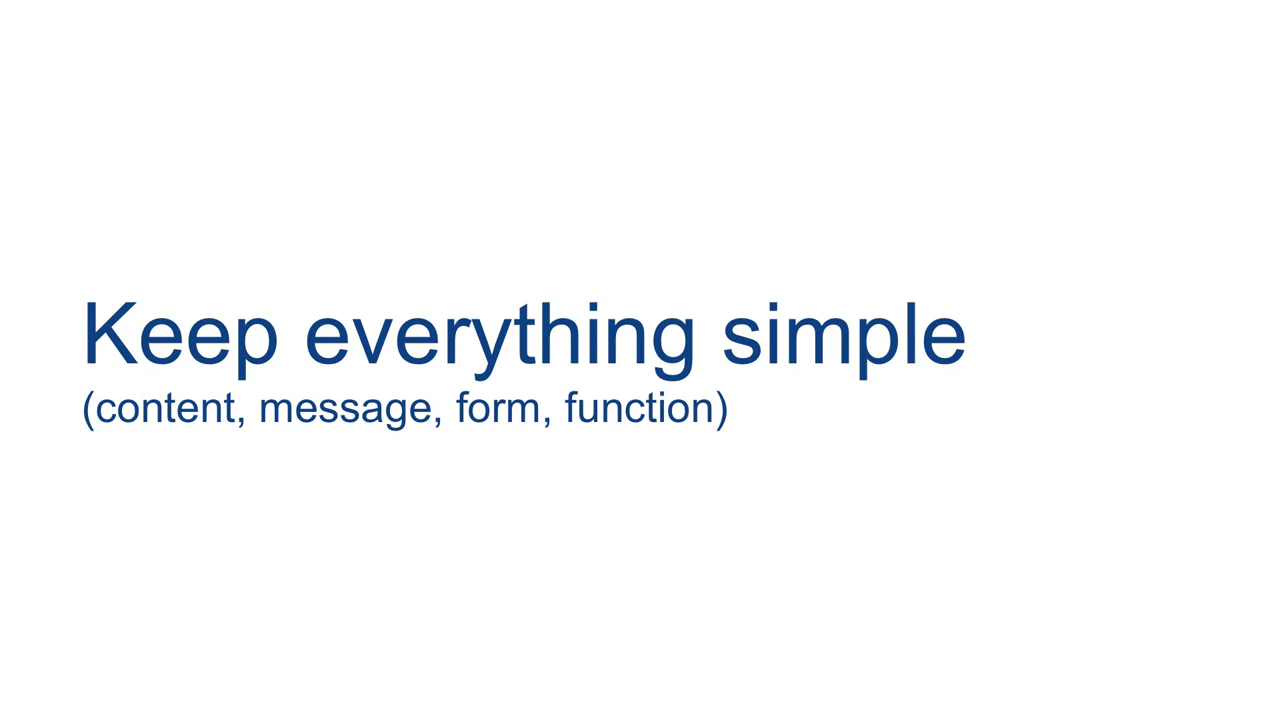 Keep everything simple
(content, message, form, function)